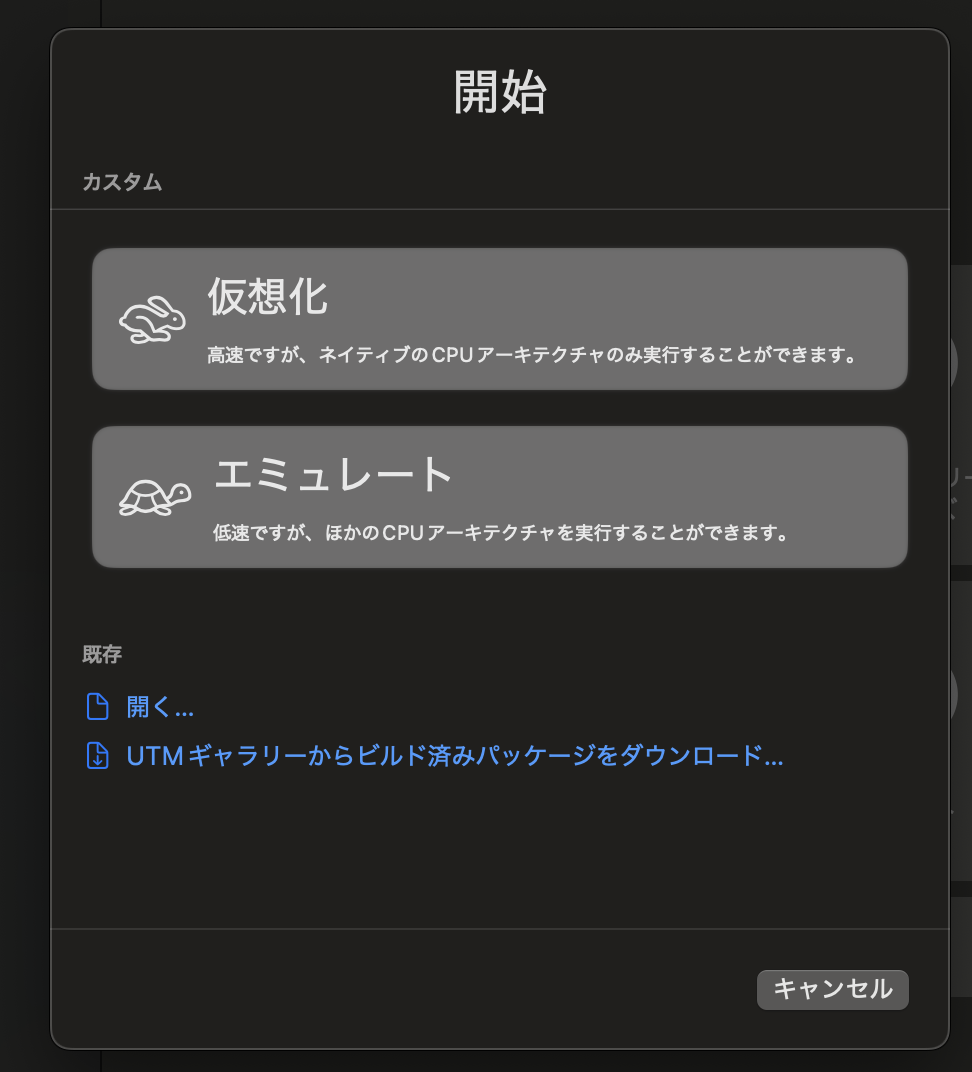 開始
カスタム
仮想化
高速ですが、ネイティブのCPUアーキテクチャのみ実行することができます。
エミュレート
低速ですが、ほかのCPUアーキテクチャを実行することができます。
既存
開く...
UTMギャラリーからビルド済みパッケージをダウンロード...
キャンセル